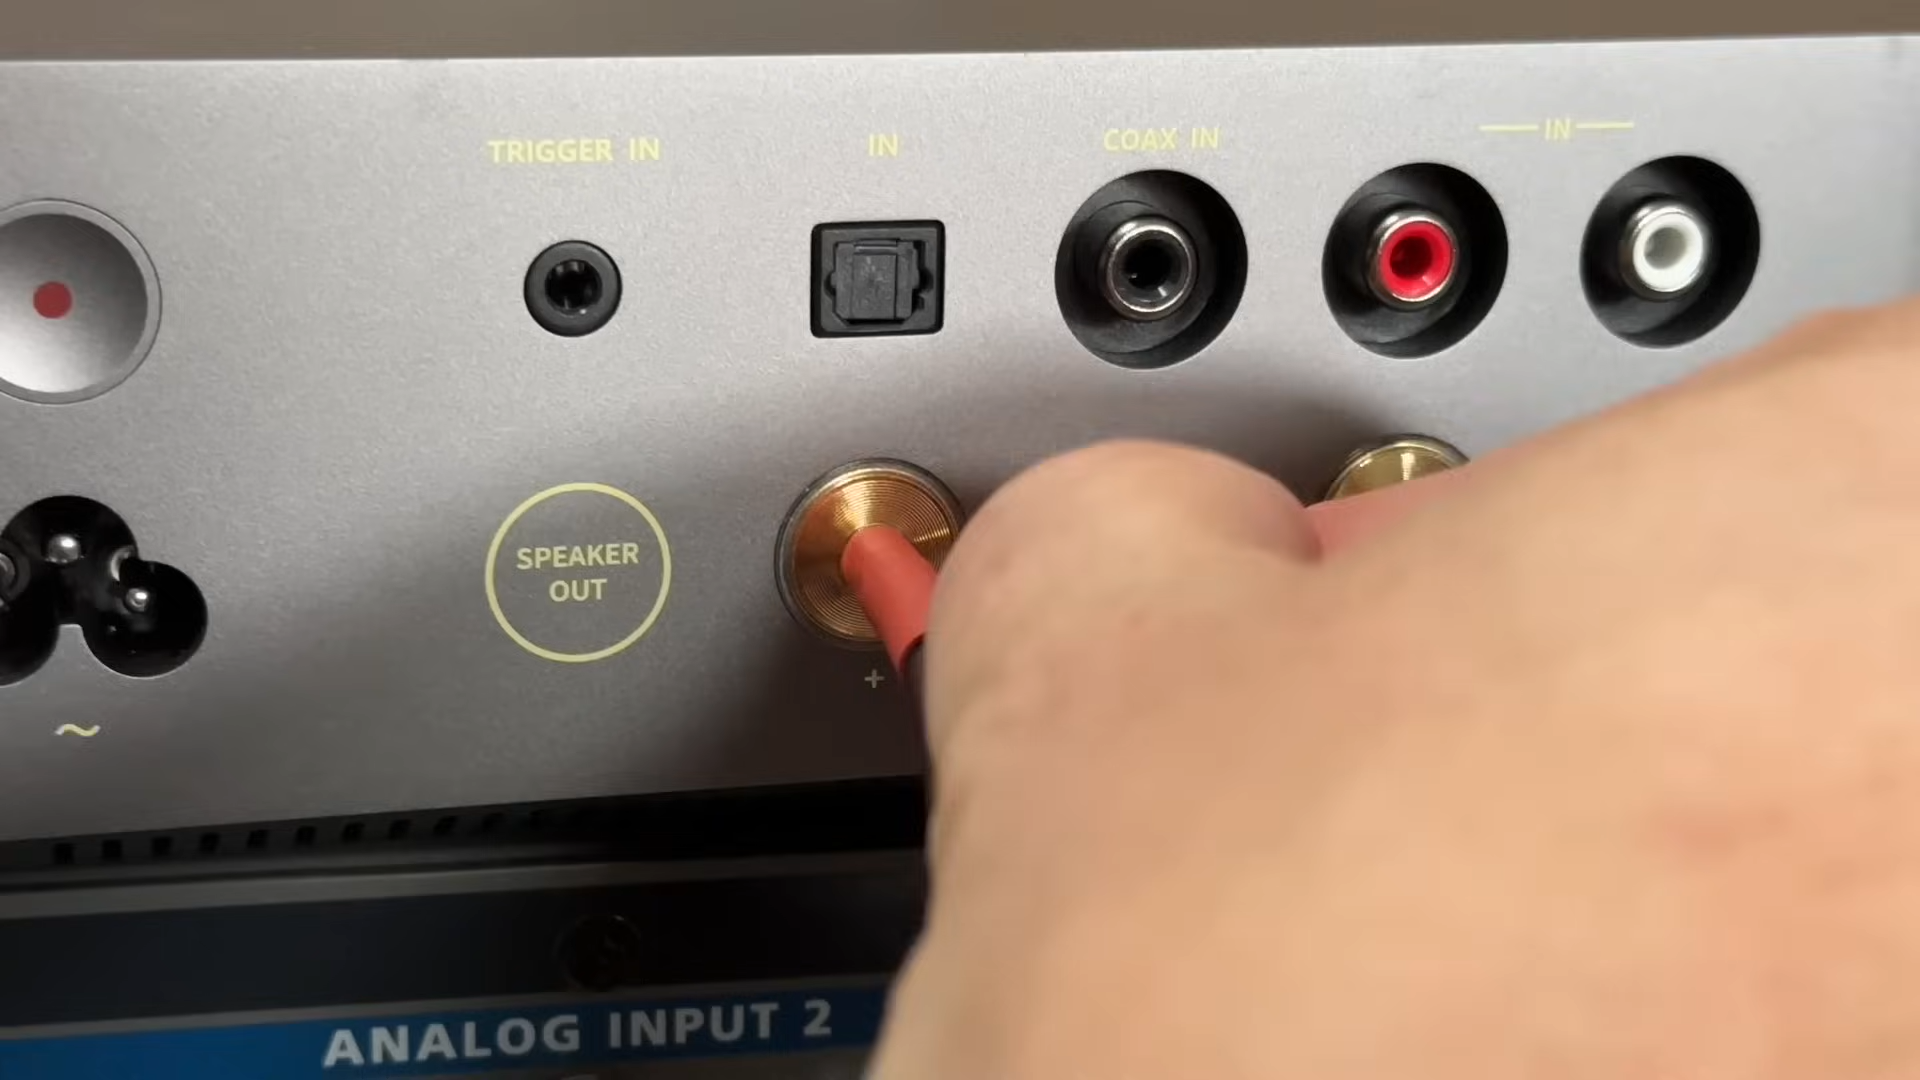 TRIGGER IN
IN
COAX IN
IN
SPEAKER
OUT
+
~
ANALOG INPUT 2